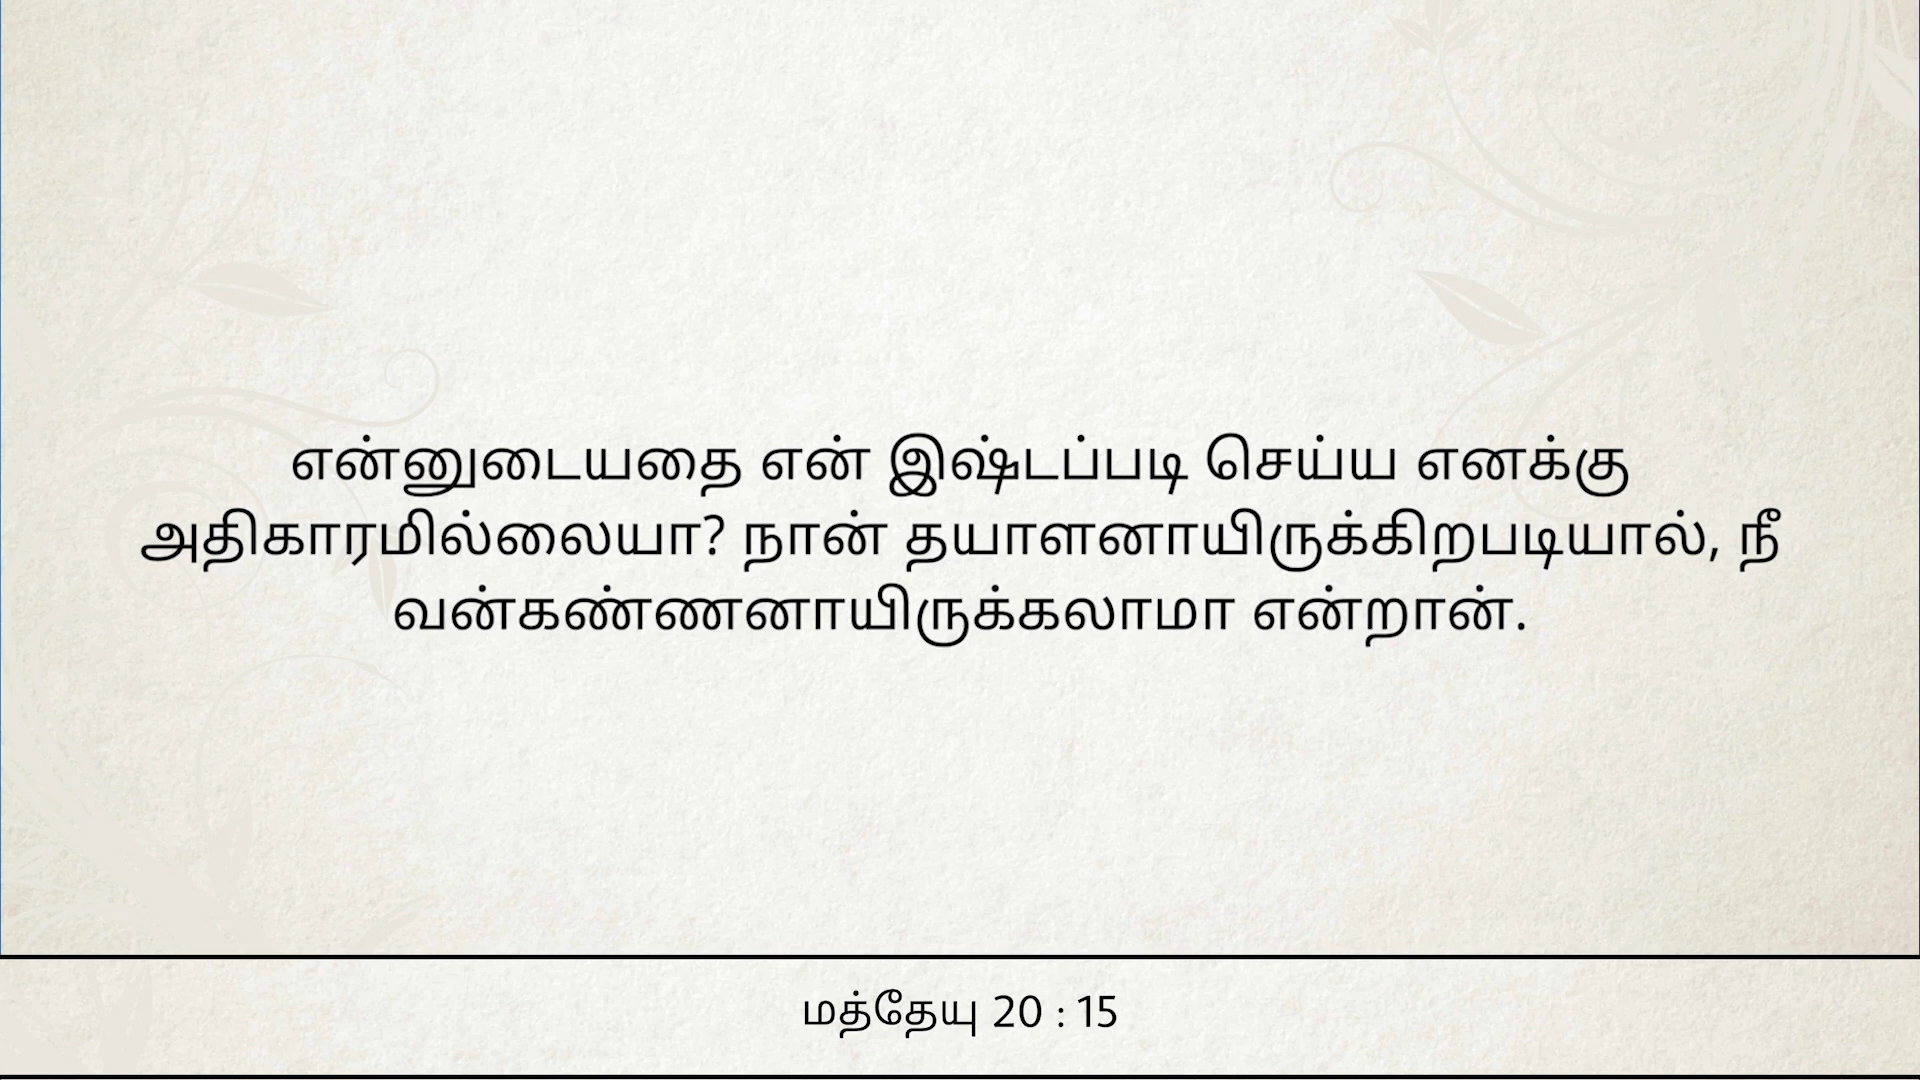 என்னுடையதை என் இஷ்டப்படி செய்ய எனக்கு
அதிகாரமில்லையா? நான் தயாளனாயிருக்கிறபடியால், நீ
வன்கண்ணனாயிருக்கலாமா என்றான்.
மத்தேயு 20 : 15